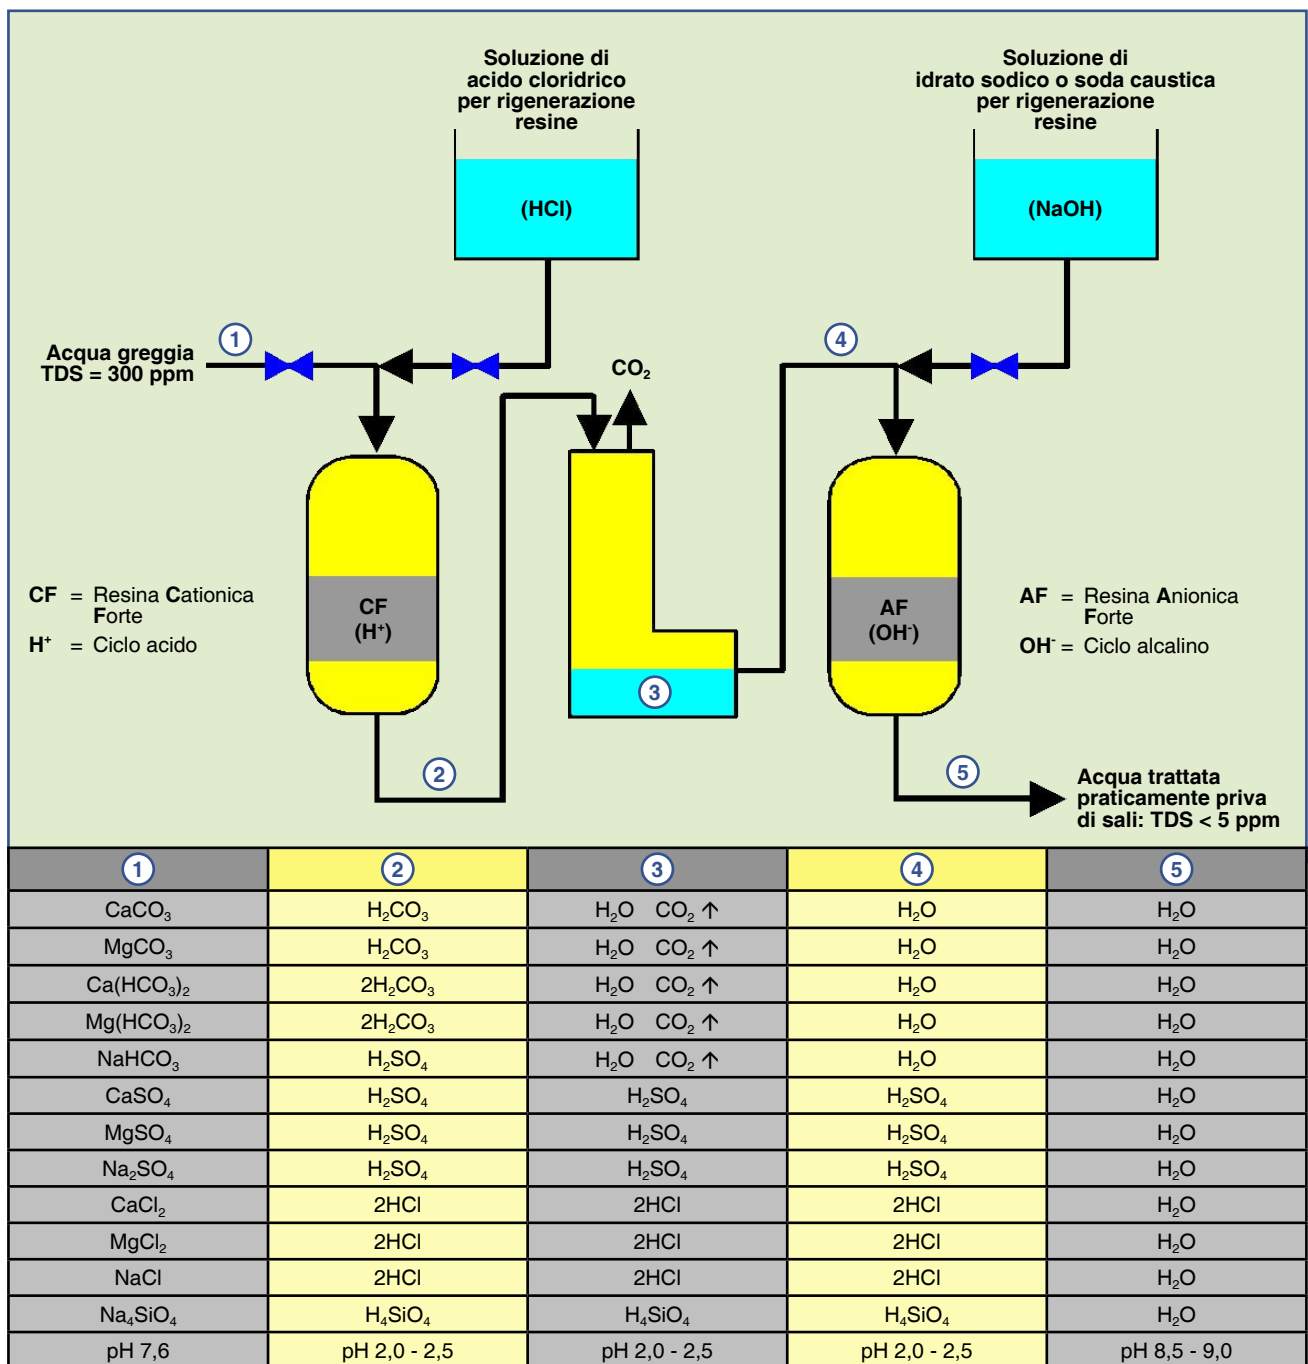 Soluzione di
acido cloridrico
per rigenerazione
resine
(HCl)
Soluzione di
idrato sodico o soda caustica
per rigenerazione
resine
(NaOH)
1
Acqua greggia
TDS = 300 ppm
CO₂
4
CF = Resina Cationica
Forte
H⁺ = Ciclo acido
CF
(H⁺)
3
AF
(OH⁻)
AF = Resina Anionica
Forte
OH⁻ = Ciclo alcalino
2
5
Acqua trattata
praticamente priva
di sali: TDS < 5 ppm
1 2 3 4 5
CaCO₃ H₂CO₃ H₂O CO₂ ↑ H₂O H₂O
MgCO₃ H₂CO₃ H₂O CO₂ ↑ H₂O H₂O
Ca(HCO₃)₂ 2H₂CO₃ H₂O CO₂ ↑ H₂O H₂O
Mg(HCO₃)₂ 2H₂CO₃ H₂O CO₂ ↑ H₂O H₂O
NaHCO₃ H₂SO₄ H₂O CO₂ ↑ H₂O H₂O
CaSO₄ H₂SO₄ H₂SO₄ H₂SO₄ H₂O
MgSO₄ H₂SO₄ H₂SO₄ H₂SO₄ H₂O
Na₂SO₄ H₂SO₄ H₂SO₄ H₂SO₄ H₂O
CaCl₂ 2HCl 2HCl 2HCl H₂O
MgCl₂ 2HCl 2HCl 2HCl H₂O
NaCl 2HCl 2HCl 2HCl H₂O
Na₄SiO₄ H₄SiO₄ H₄SiO₄ H₄SiO₄ H₂O
pH 7,6 pH 2,0 - 2,5 pH 2,0 - 2,5 pH 2,0 - 2,5 pH 8,5 - 9,0